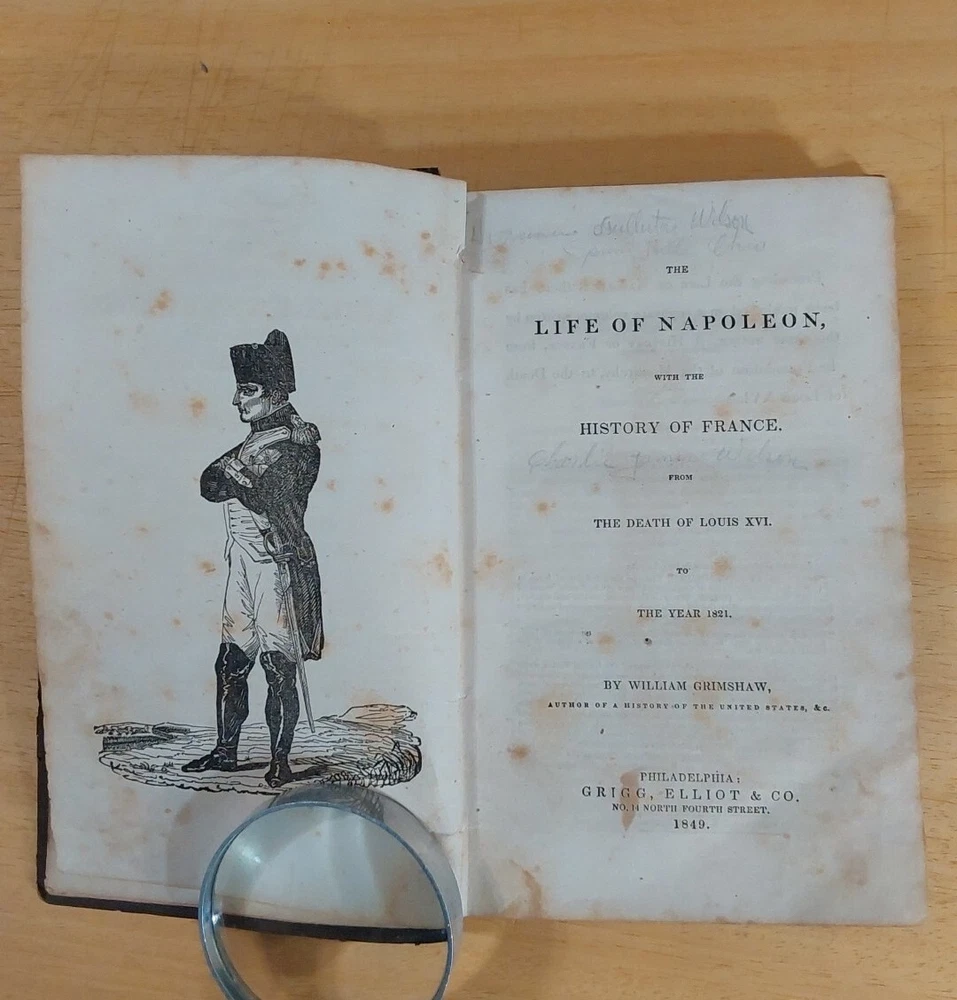 Wilson
THE
LIFE OF NAPOLEON,
WITH THE
HISTORY OF FRANCE.
Wilson
FROM
THE DEATH OF LOUIS XVI.
TO
THE YEAR 1821.
BY WILLIAM GRIMSHAW,
AUTHOR OF A HISTORY OF THE UNITED STATES, &c.
PHILADELPHIA:
GRIGG, ELLIOT & CO.
NO. 14 NORTH FOURTH STREET.
1849.